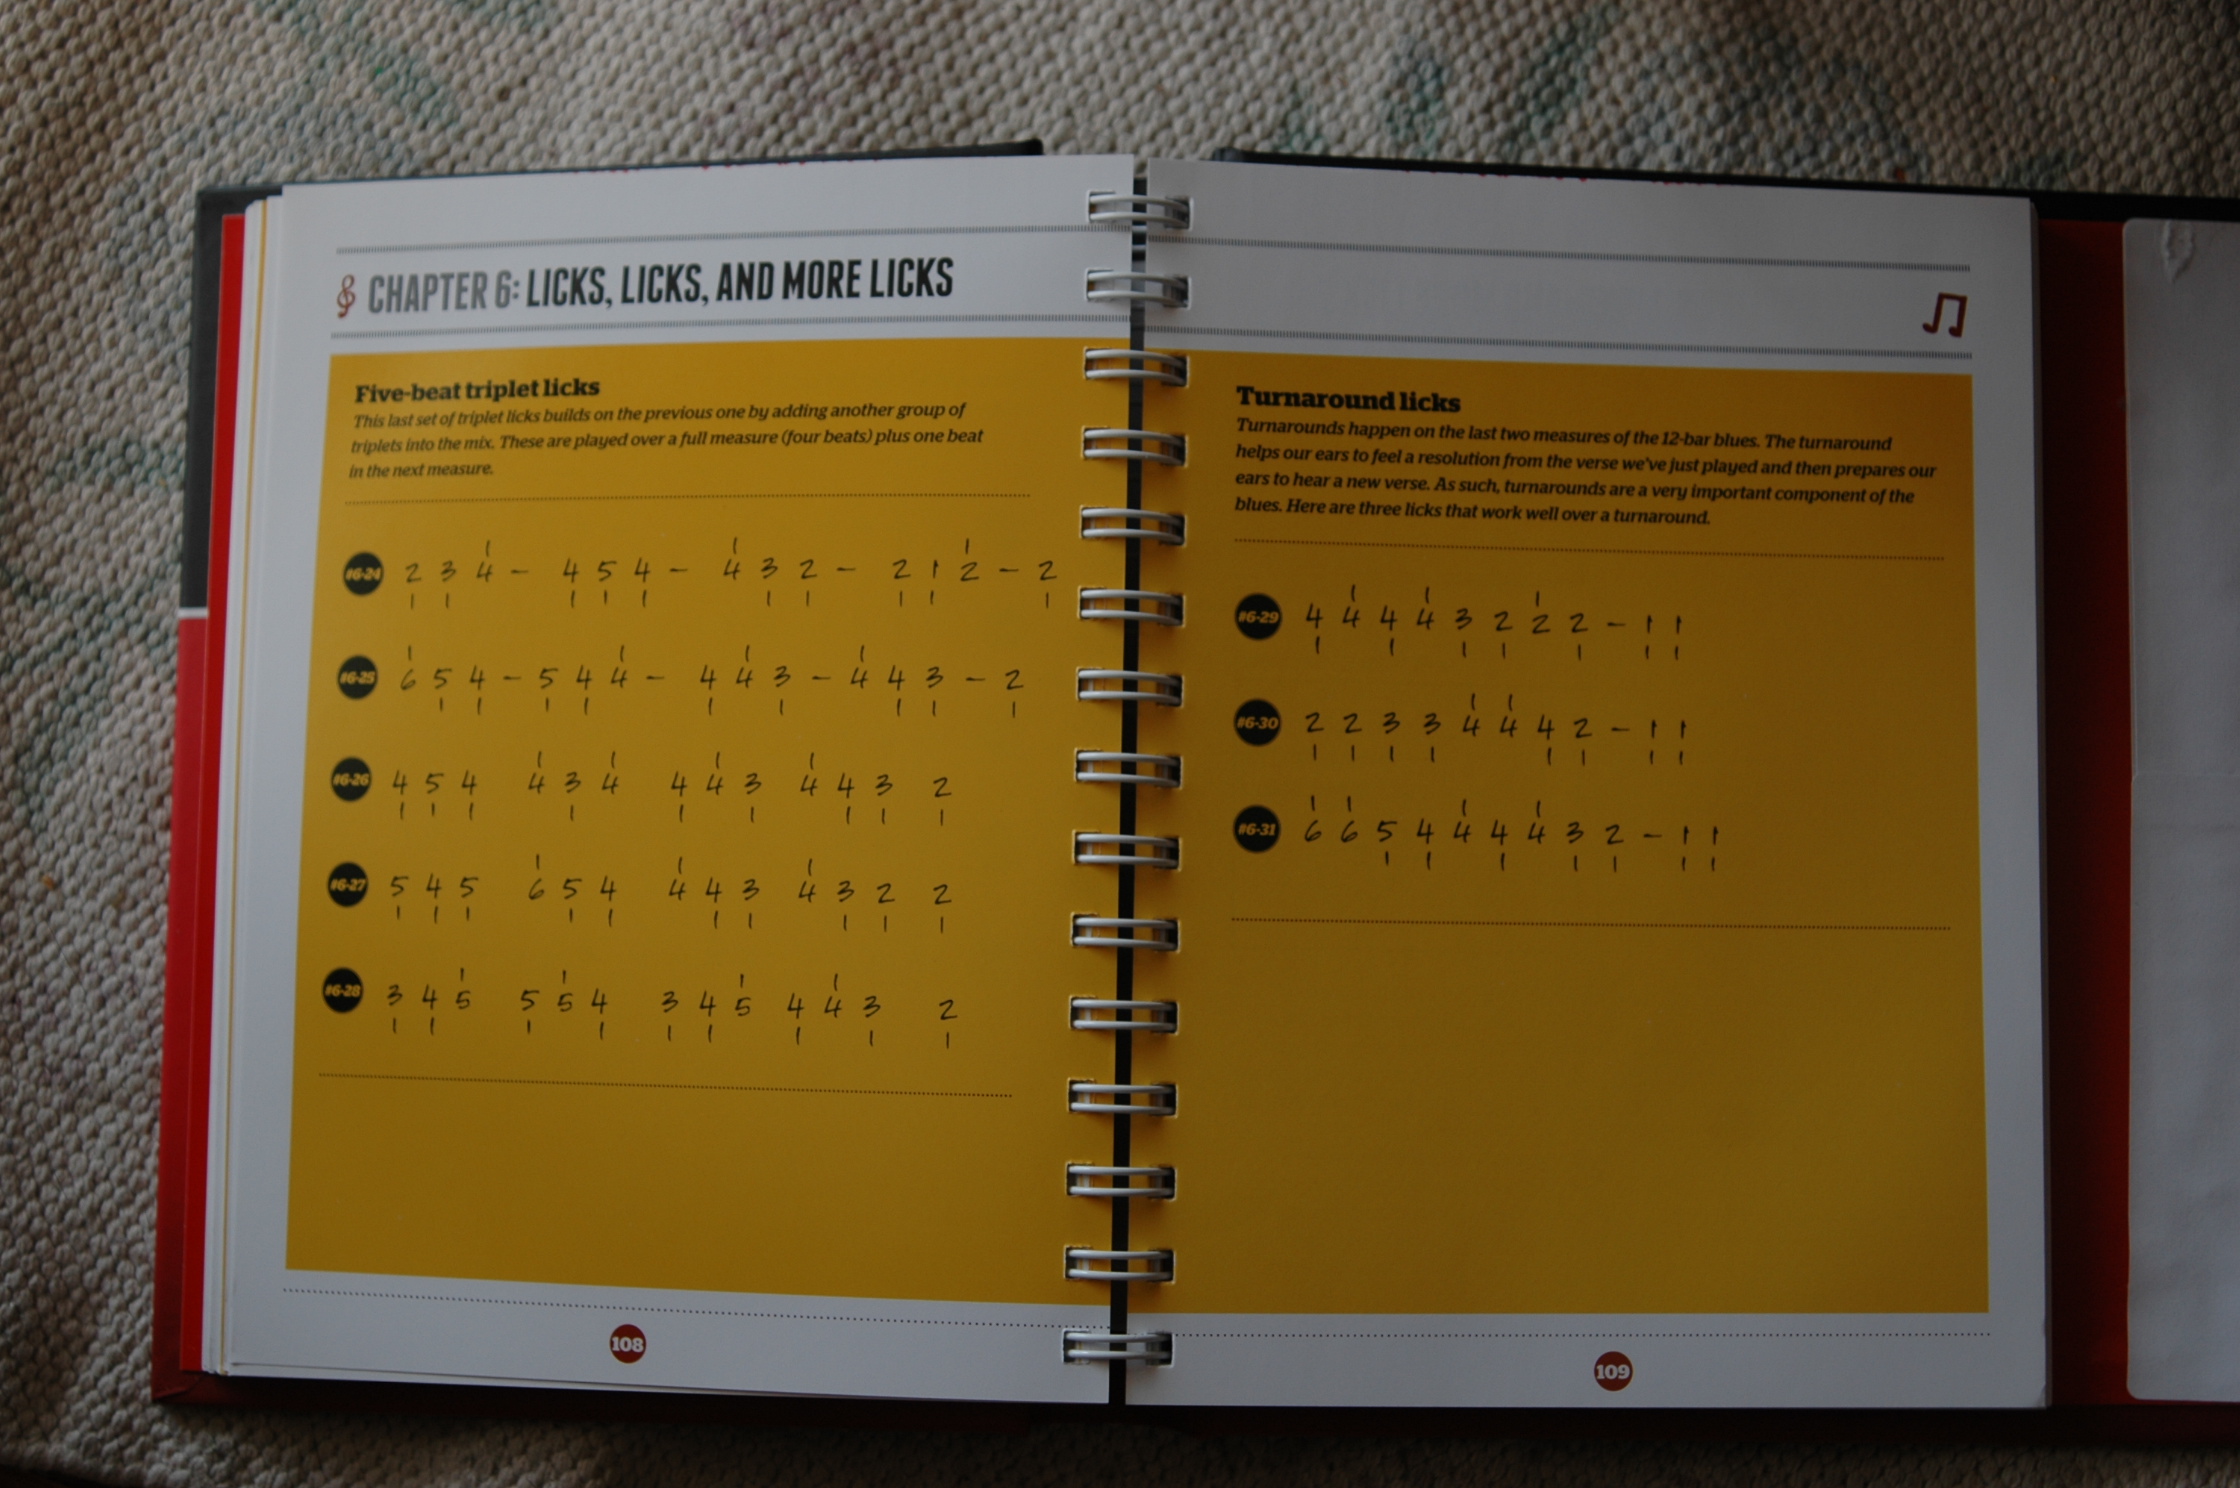 CHAPTER 6: LICKS, LICKS, AND MORE LICKS
Five-beat triplet licks
This last set of triplet licks builds on the previous one by adding another group of
triplets into the mix. These are played over a full measure (four beats) plus one beat
in the next measure.
#6-24 2 3 4 – 4 5 4 – 4 3 2 – 2 1 2 – 2
#6-25 6 5 4 – 5 4 4 – 4 4 3 – 4 4 3 – 2
#6-26 4 5 4 4 3 4 4 4 3 4 4 3 2
#6-27 5 4 5 6 5 4 4 4 3 4 3 2 2
#6-28 3 4 5 5 5 4 3 4 5 4 4 3 2
108
Turnaround licks
Turnarounds happen on the last two measures of the 12-bar blues. The turnaround
helps our ears to feel a resolution from the verse we've just played and then prepares our
ears to hear a new verse. As such, turnarounds are a very important component of the
blues. Here are three licks that work well over a turnaround.
#6-29 4 4 4 4 3 2 2 2 – 1 1
#6-30 2 2 3 3 4 4 4 2 – 1 1
#6-31 6 6 5 4 4 4 4 3 2 – 1 1
109